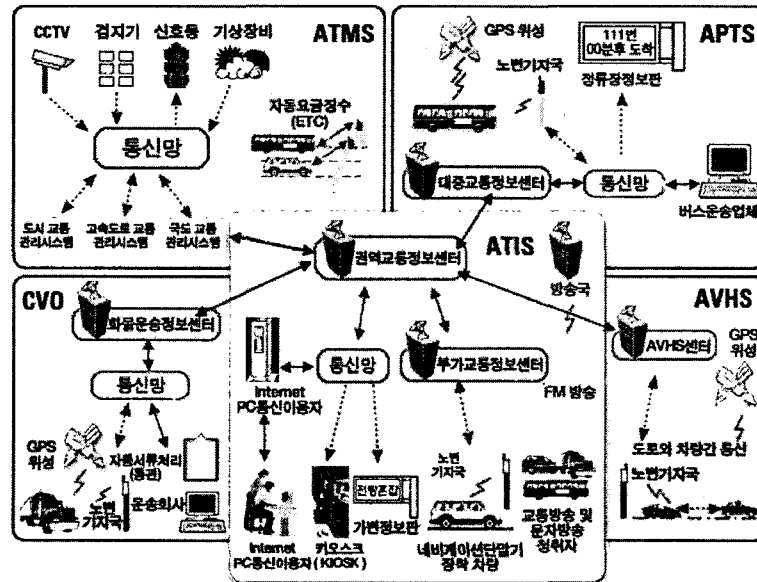 ATMS
CCTV
검지기
신호등
기상장비
자동요금징수
(ETC)
통신망
도시 교통
관리시스템
고속도로 교통
관리시스템
국도 교통
관리시스템
APTS
GPS 위성
노변기지국
111번
00분후 도착
정류장정보판
대중교통정보센터
통신망
버스운송업체
ATIS
권역교통정보센터
방송국
통신망
부가교통정보센터
FM 방송
Internet
PC통신이용자
Internet
PC통신이용자
키오스크
(KIOSK)
전방혼잡
가변정보판
노변
기지국
네비게이션단말기
장착 차량
교통방송 및
문자방송
청취자
CVO
화물운송정보센터
통신망
GPS
위성
자동서류처리
(통관)
노변
기지국
운송회사
AVHS
AVHS센터
GPS
위성
도로와 차량간 통신
노변기지국